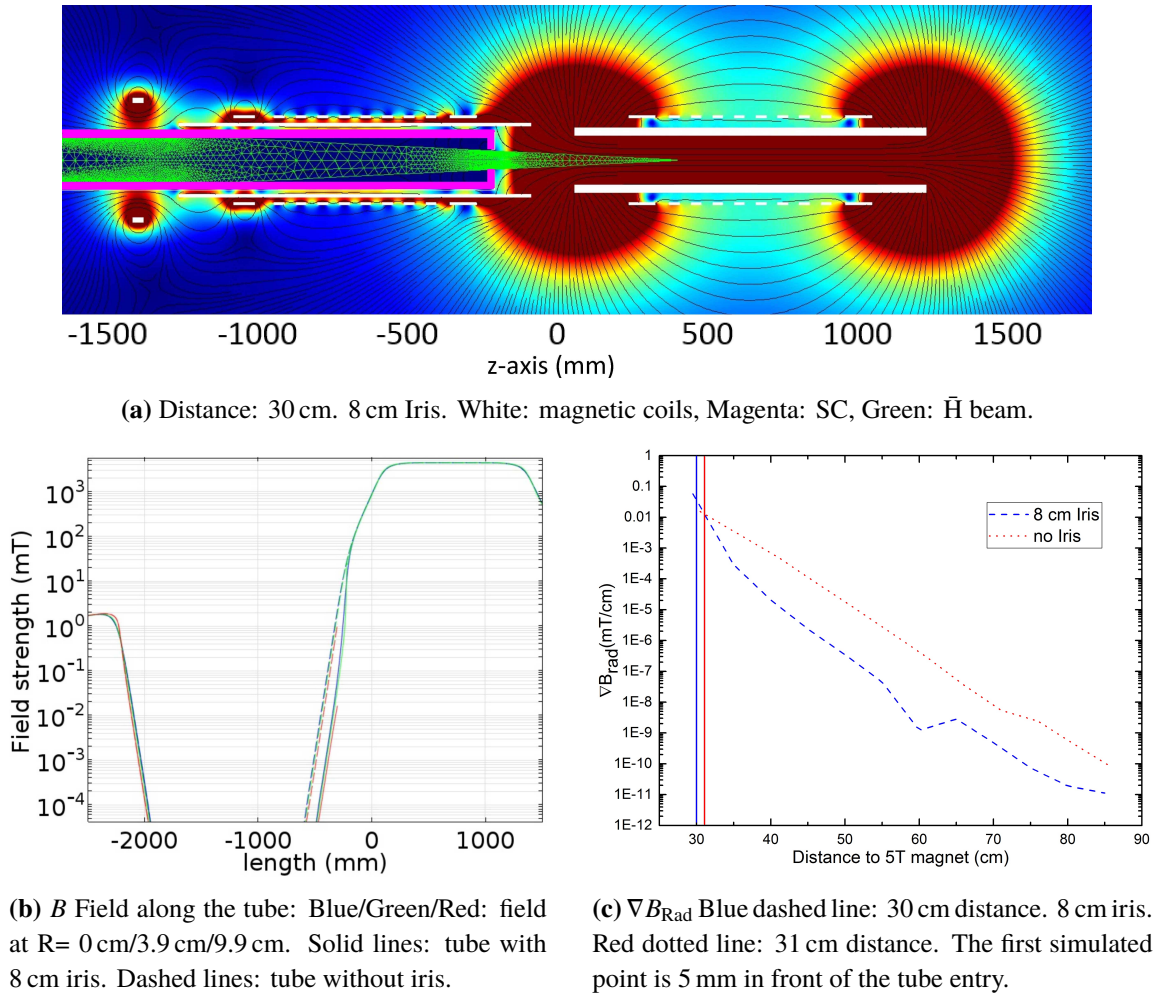 -1500 -1000 -500 0 500 1000 1500
z-axis (mm)
(a) Distance: 30 cm. 8 cm Iris. White: magnetic coils, Magenta: SC, Green: H̄ beam.
Field strength (mT)
10³
10²
10¹
10⁰
10⁻¹
10⁻²
10⁻³
10⁻⁴
-2000 -1000 0 1000
length (mm)
∇B_rad(mT/cm)
1
0.1
0.01
1E-3
1E-4
1E-5
1E-6
1E-7
1E-8
1E-9
1E-10
1E-11
1E-12
8 cm Iris
no Iris
30 40 50 60 70 80 90
Distance to 5T magnet (cm)
(b) B Field along the tube: Blue/Green/Red: field
at R= 0 cm/3.9 cm/9.9 cm. Solid lines: tube with
8 cm iris. Dashed lines: tube without iris.
(c) ∇B_Rad Blue dashed line: 30 cm distance. 8 cm iris.
Red dotted line: 31 cm distance. The first simulated
point is 5 mm in front of the tube entry.